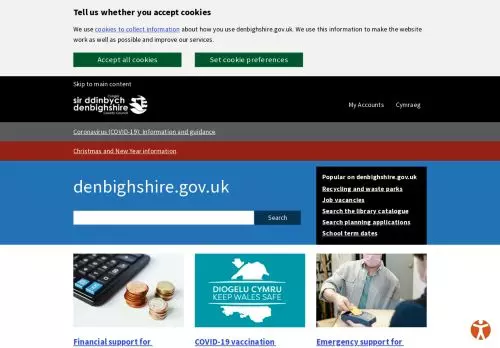 Tell us whether you accept cookies
We use cookies to collect information about how you use denbighshire.gov.uk. We use this information to make the website
work as well as possible and improve our services.
Accept all cookies
Set cookie preferences
Skip to main content
sir ddinbych
denbighshire
My Accounts
Cymraeg
Coronavirus (COVID-19): Information and guidance.
Christmas and New Year information.
denbighshire.gov.uk
Search
Popular on denbighshire.gov.uk
Recycling and waste parks
Job vacancies
Search the library catalogue
Search planning applications
School term dates
DIOGELU CYMRU
KEEP WALES SAFE
Financial support for
COVID-19 vaccination
Emergency support for